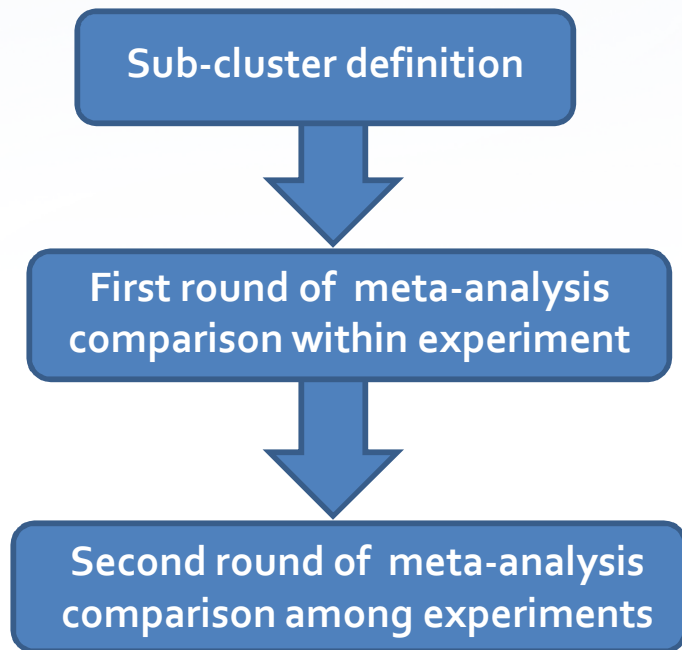 Sub-cluster definition
First round of meta-analysis
comparison within experiment
Second round of meta-analysis
comparison among experiments